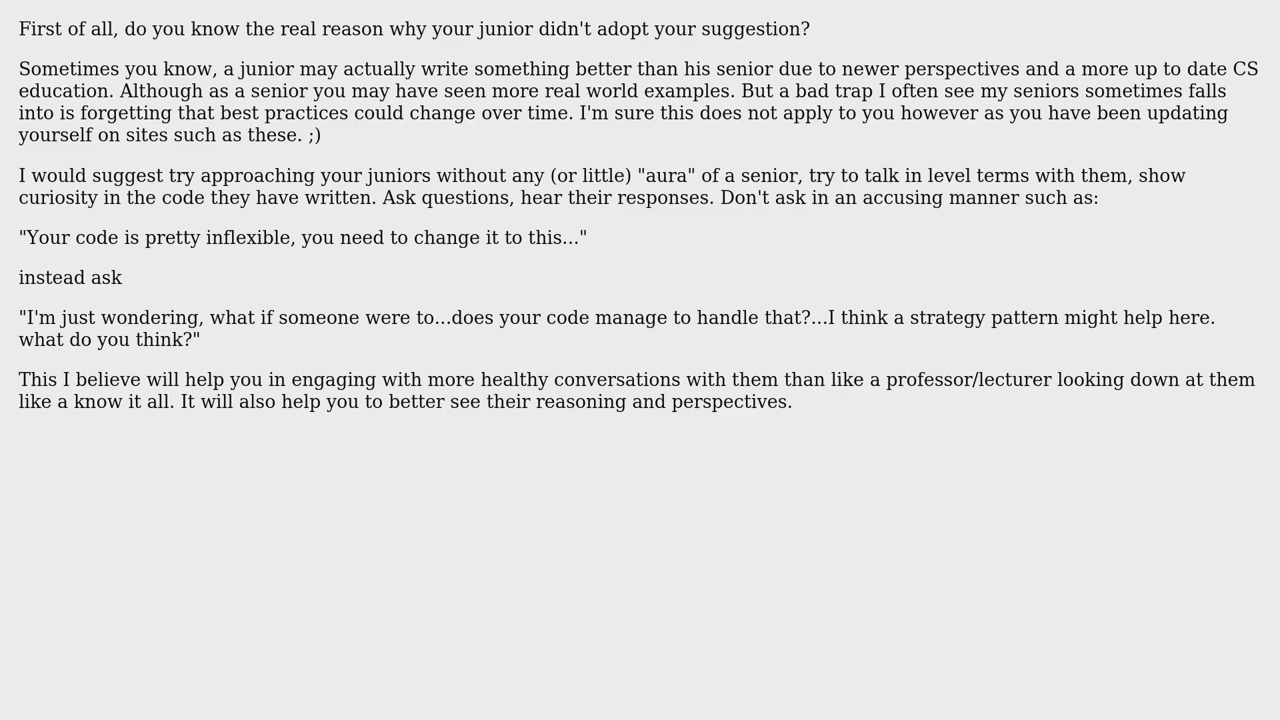 First of all, do you know the real reason why your junior didn't adopt your suggestion?
Sometimes you know, a junior may actually write something better than his senior due to newer perspectives and a more up to date CS
education. Although as a senior you may have seen more real world examples. But a bad trap I often see my seniors sometimes falls
into is forgetting that best practices could change over time. I'm sure this does not apply to you however as you have been updating
yourself on sites such as these. ;)
I would suggest try approaching your juniors without any (or little) "aura" of a senior, try to talk in level terms with them, show
curiosity in the code they have written. Ask questions, hear their responses. Don't ask in an accusing manner such as:
"Your code is pretty inflexible, you need to change it to this..."
instead ask
"I'm just wondering, what if someone were to...does your code manage to handle that?...I think a strategy pattern might help here.
what do you think?"
This I believe will help you in engaging with more healthy conversations with them than like a professor/lecturer looking down at them
like a know it all. It will also help you to better see their reasoning and perspectives.